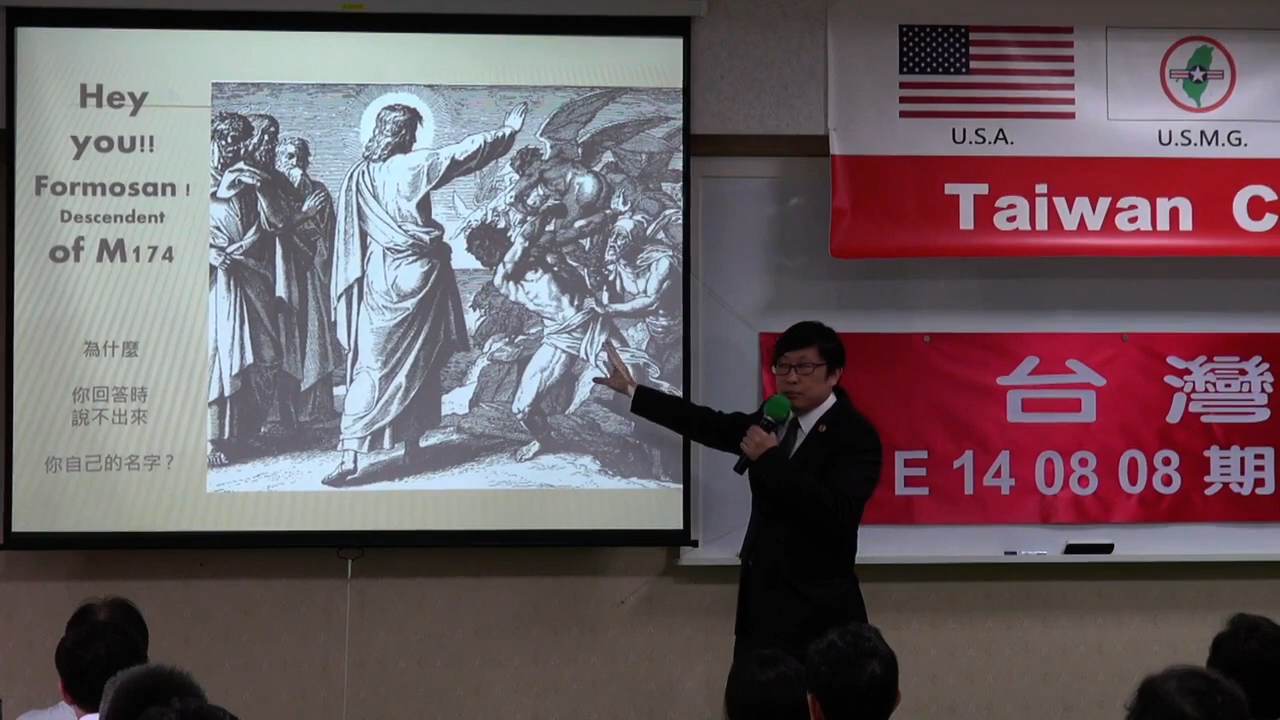 Hey
you!!
Formosan !
Descendent
of M174
為什麼
你回答時
說不出來
你自己的名字？
U.S.A.
U.S.M.G.
Taiwan C
台灣
E 14 08 08 期